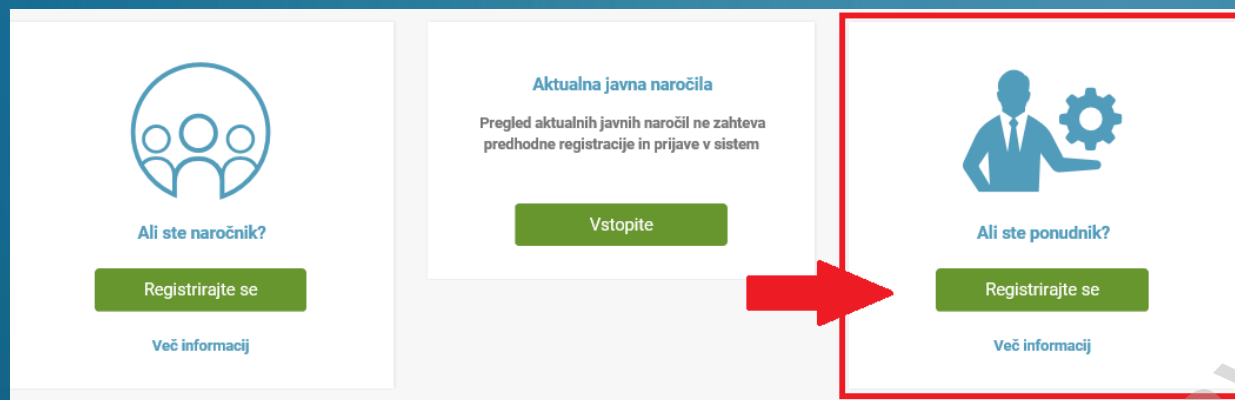 Ali ste naročnik?
Registrirajte se
Več informacij
Aktualna javna naročila
Pregled aktualnih javnih naročil ne zahteva
predhodne registracije in prijave v sistem
Vstopite
Ali ste ponudnik?
Registrirajte se
Več informacij